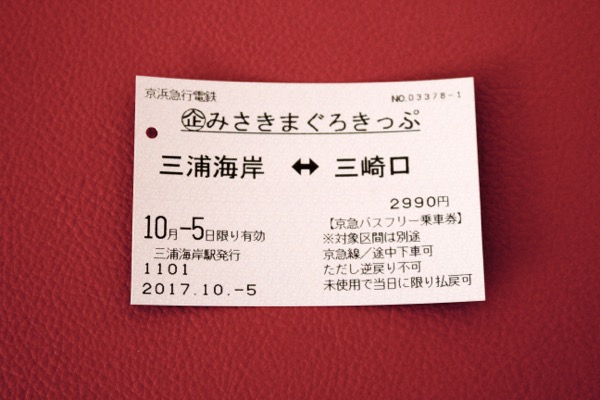 京浜急行電鉄 NO.03378-1
㊭みさきまぐろきっぷ
三浦海岸 ↔ 三崎口
2990円
10月-5日限り有効
三浦海岸駅発行
1101
2017.10.-5
【京急バスフリー乗車券】
※対象区間は別途
京急線／途中下車可
ただし逆戻り不可
未使用で当日に限り払戻可